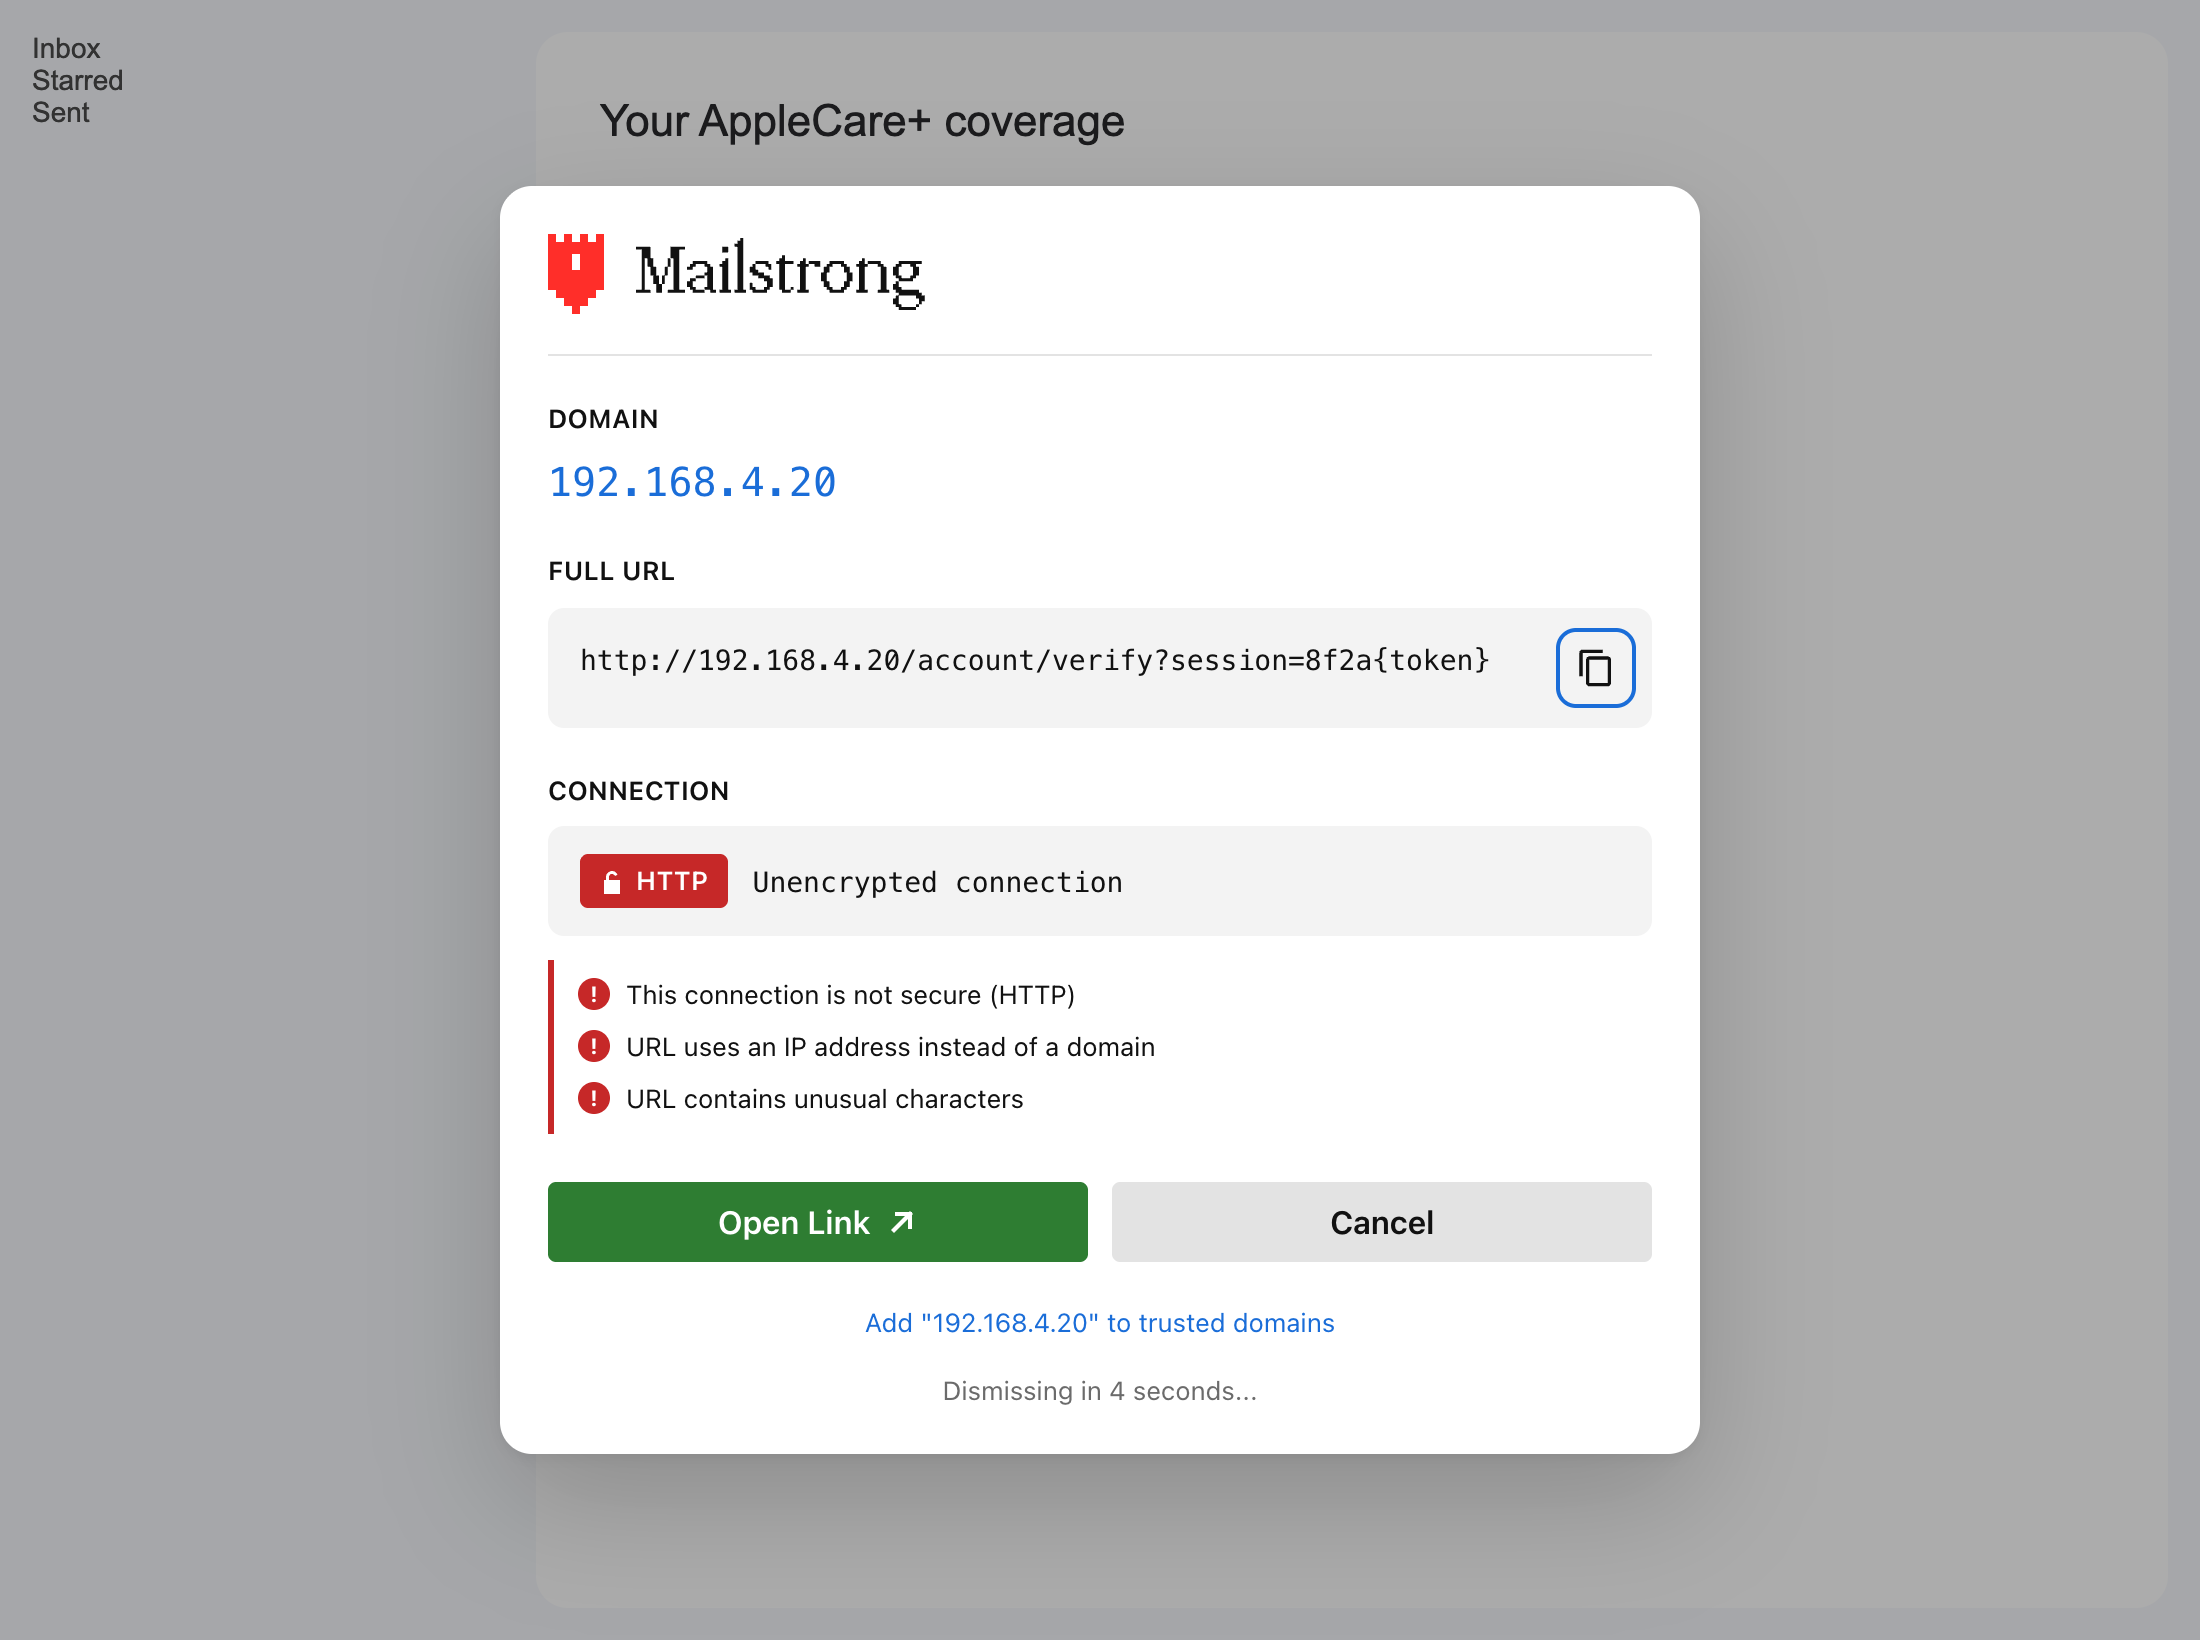 Inbox
Starred
Sent
Your AppleCare+ coverage
Mailstrong
DOMAIN
192.168.4.20
FULL URL
http://192.168.4.20/account/verify?session=8f2a{token}
CONNECTION
HTTP Unencrypted connection
This connection is not secure (HTTP)
URL uses an IP address instead of a domain
URL contains unusual characters
Open Link
Cancel
Add "192.168.4.20" to trusted domains
Dismissing in 4 seconds...